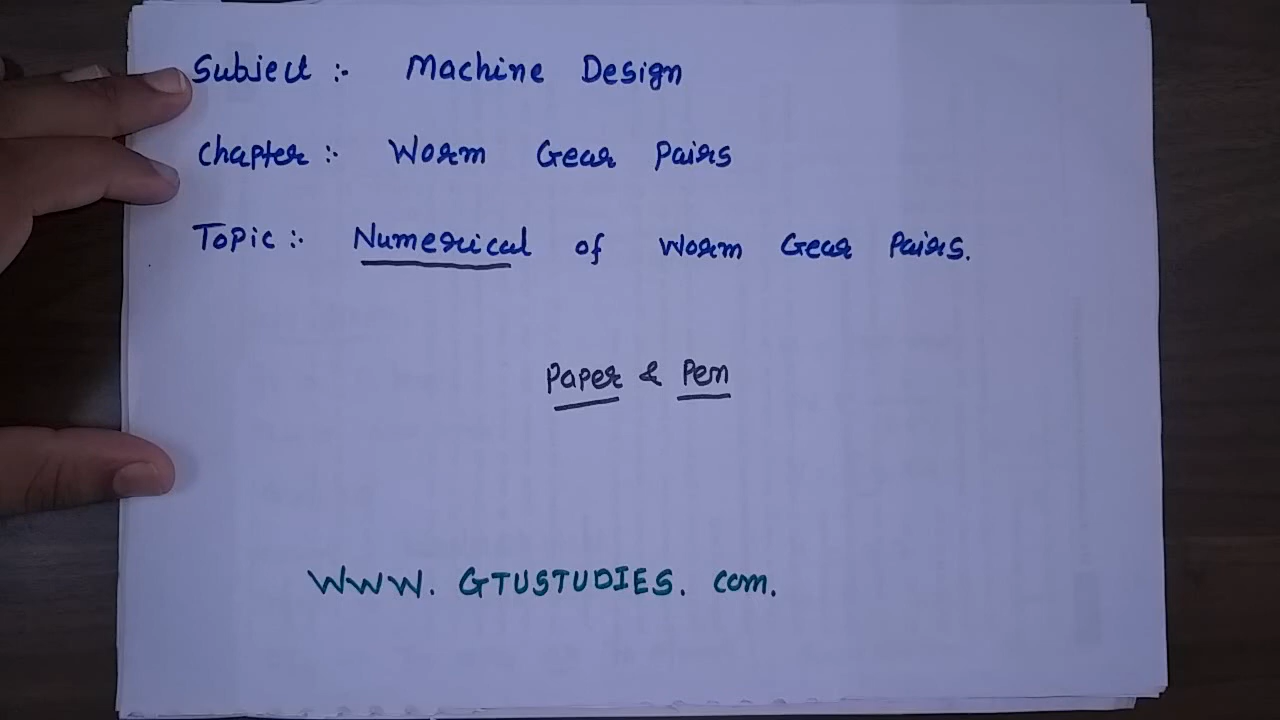 Subject :- Machine Design
Chapter :- Worm Gear Pairs
Topic :- Numerical of Worm Gear Pairs.
Paper & Pen
WWW. GTUSTUDIES. com.